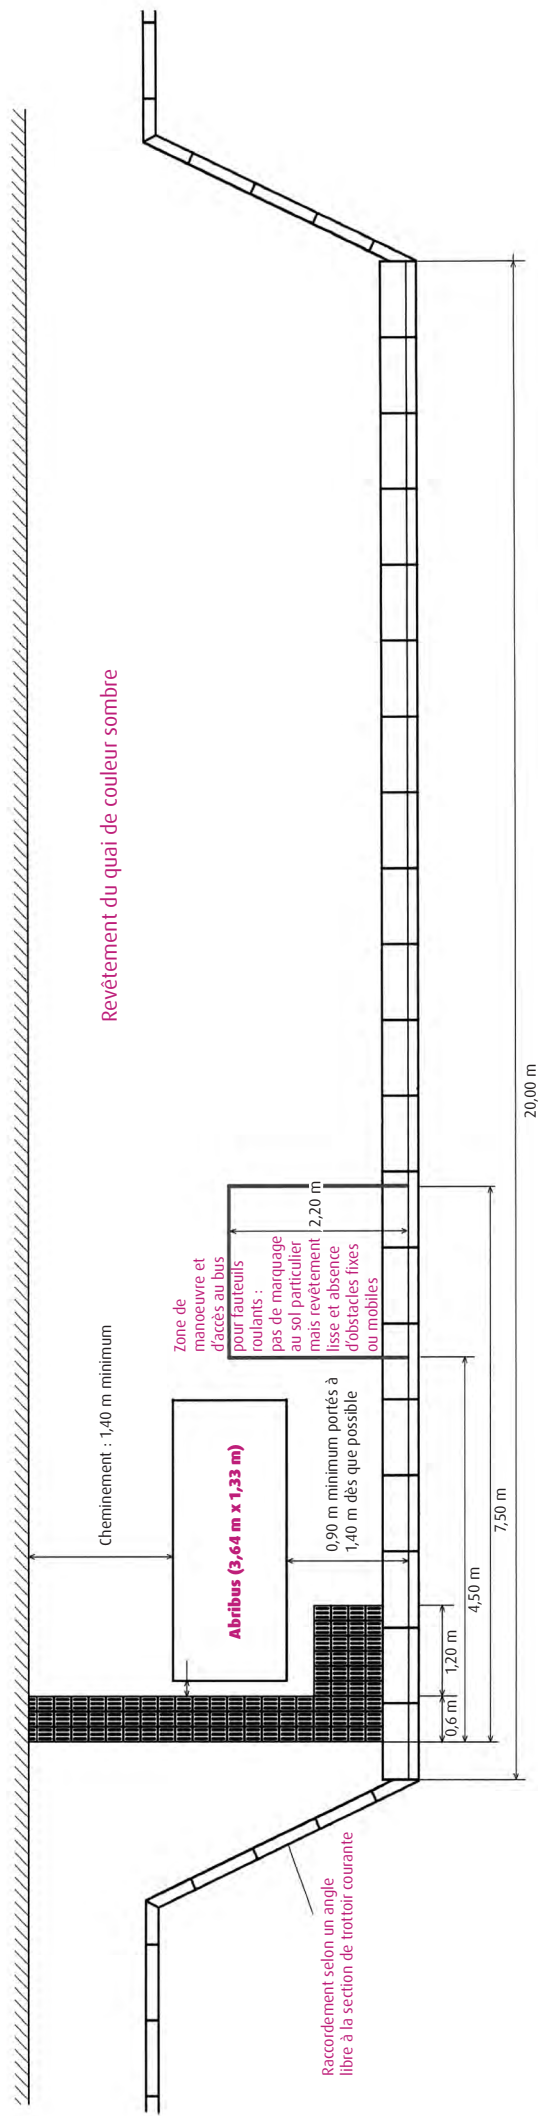 Revêtement du quai de couleur sombre
Cheminement : 1,40 m minimum
Abribus (3,64 m x 1,33 m)
Zone de
manoeuvre et
d'accès au bus
pour fauteuils
roulants :
pas de marquage
au sol particulier
mais revêtement
lisse et absence
d'obstacles fixes
ou mobiles
2,20 m
0,90 m minimum portés à
1,40 m dès que possible
Raccordement selon un angle
libre à la section de trottoir courante
0,6 m
1,20 m
4,50 m
7,50 m
20,00 m